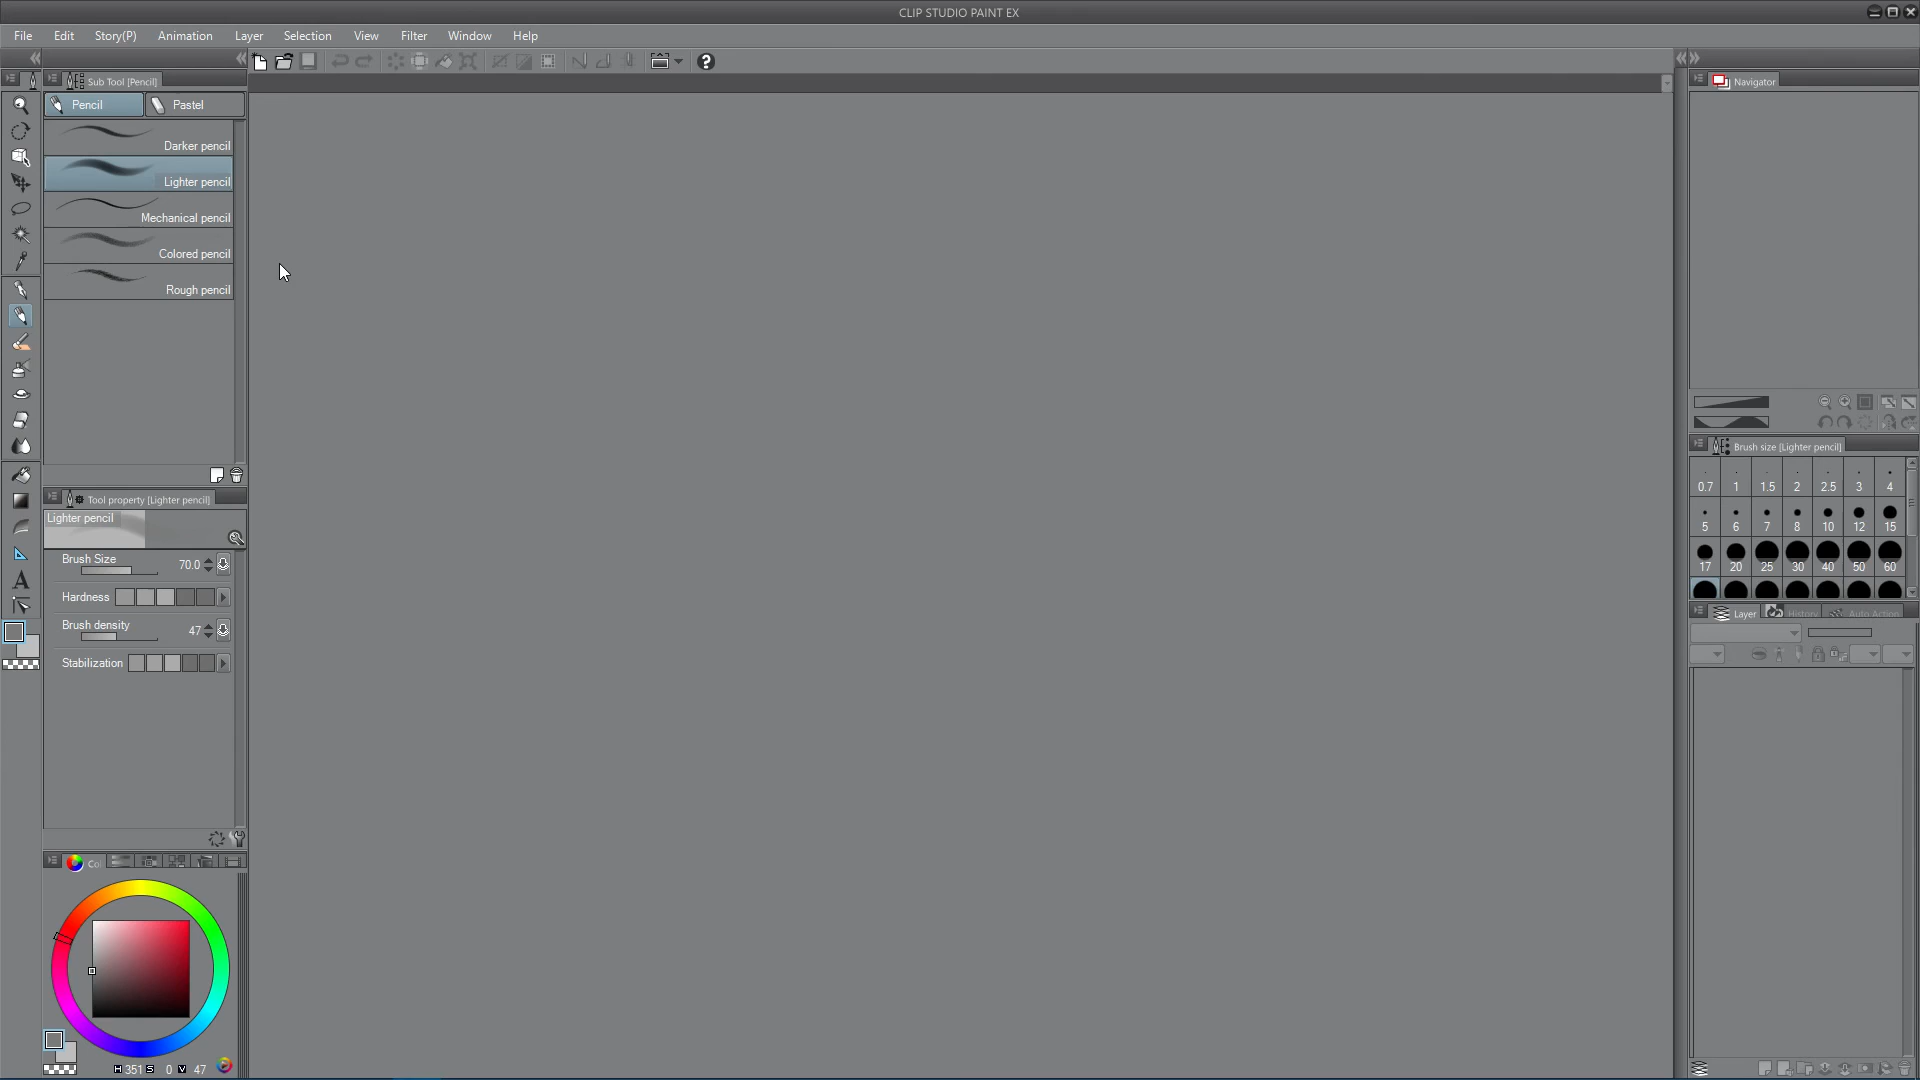 CLIP STUDIO PAINT EX
File Edit Story(P) Animation Layer Selection View Filter Window Help
Sub Tool [Pencil]
Pencil Pastel
Darker pencil
Lighter pencil
Mechanical pencil
Colored pencil
Rough pencil
Tool property [Lighter pencil]
Lighter pencil
Brush Size 70.0
Hardness
Brush density 47
Stabilization
Co
H 351 S 0 V 47
Navigator
Brush size [Lighter pencil]
0.7 1 1.5 2 2.5 3 4
5 6 7 8 10 12 15
17 20 25 30 40 50 60
Layer History Auto Action